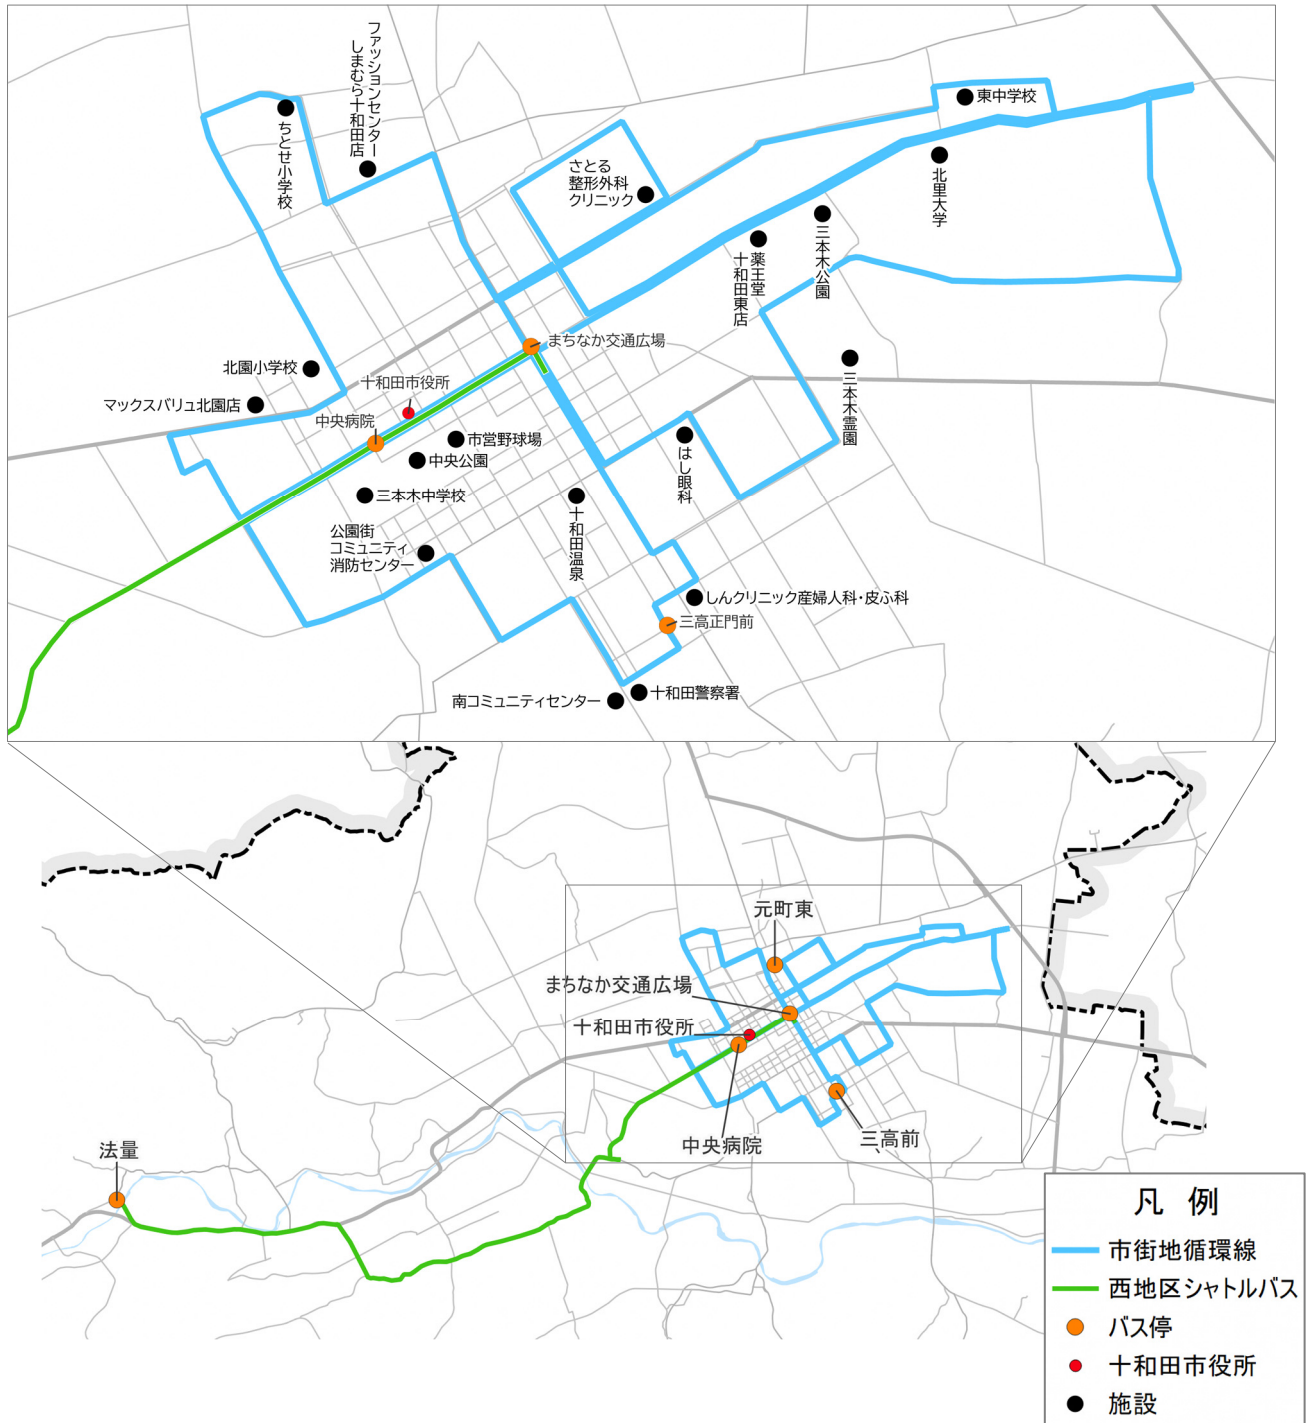 ファッションセンター
しまむら十和田店
ちとせ小学校
東中学校
さとる
整形外科
クリニック
北里大学
三本木公園
薬王堂
十和田東店
まちなか交通広場
北園小学校
十和田市役所
マックスバリュ北園店
中央病院
三本木霊園
市営野球場
中央公園
はし眼科
三本木中学校
十和田温泉
公園街
コミュニティ
消防センター
しんクリニック産婦人科・皮ふ科
三高正門前
十和田警察署
南コミュニティセンター
元町東
まちなか交通広場
十和田市役所
中央病院
三高前
法量
凡 例
市街地循環線
西地区シャトルバス
バス停
十和田市役所
施設